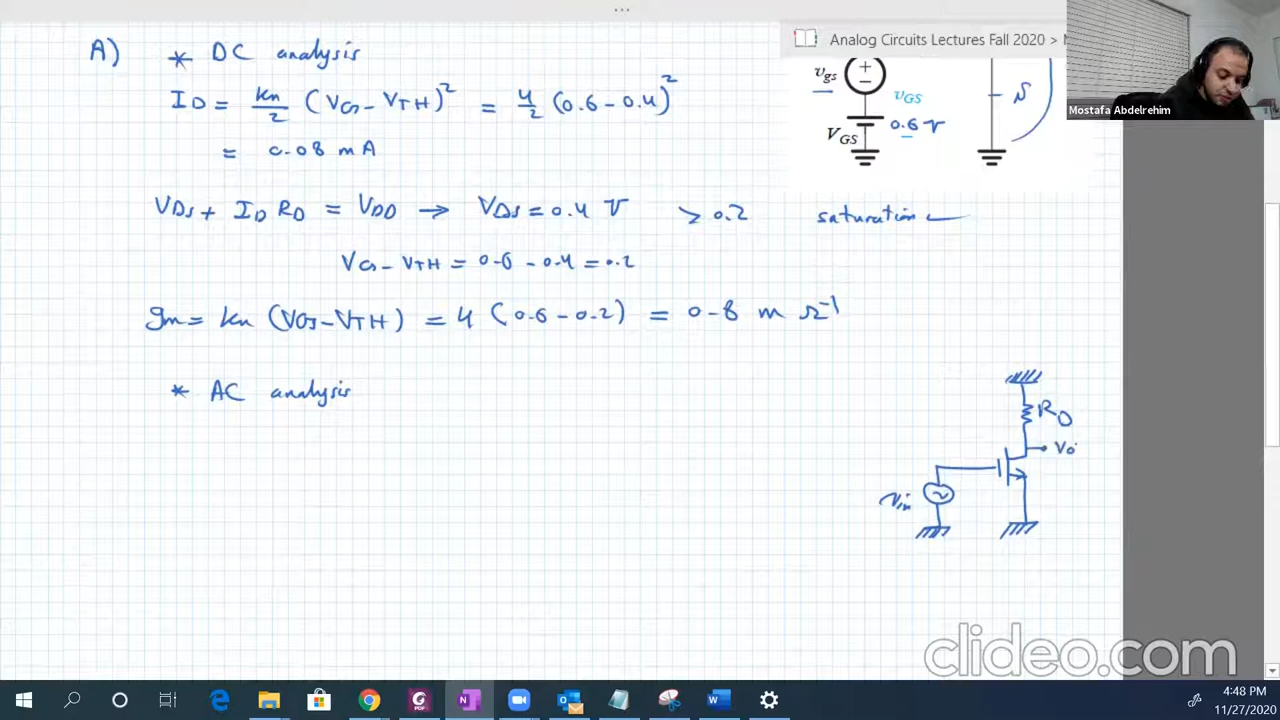 Analog Circuits Lectures Fall 2020 >
Mostafa Abdelrehim
A) * DC analysis
ID = kn/2 (VGS - VTH)^2 = 4/2 (0.6 - 0.4)^2
= 0.08 mA
vgs
vGS
VGS 0.6 V
VDS + ID RD = VDD → VDS = 0.4 V > 0.2 saturation
VGS - VTH = 0.6 - 0.4 = 0.2
gm = kn (VGS - VTH) = 4 (0.6 - 0.2) = 0.8 m Ω^-1
* AC analysis
RD
Vo
Vin
clideo.com
4:48 PM
11/27/2020